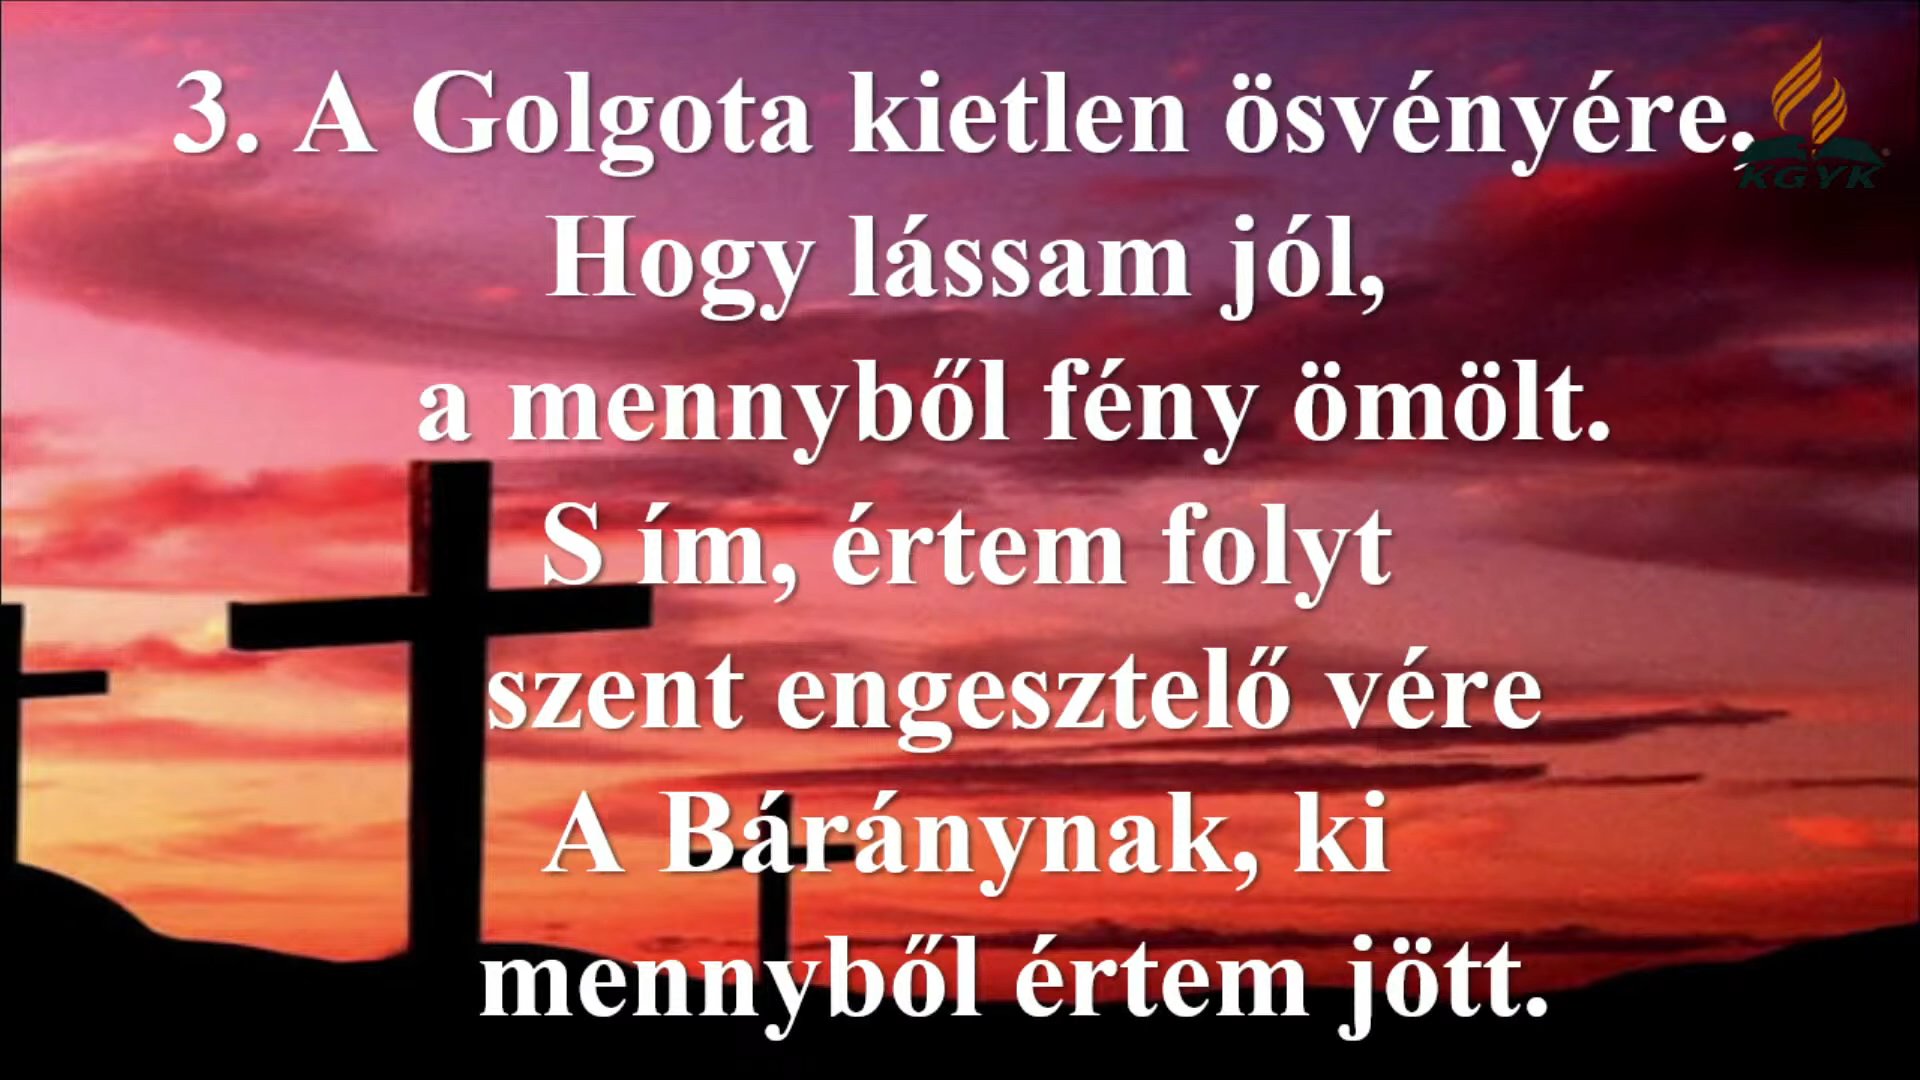 3. A Golgota kietlen ösvényére,
Hogy lássam jól,
a mennyből fény ömölt.
S ím, értem folyt
szent engesztelő vére
A Báránynak, ki
mennyből értem jött.
KGYK